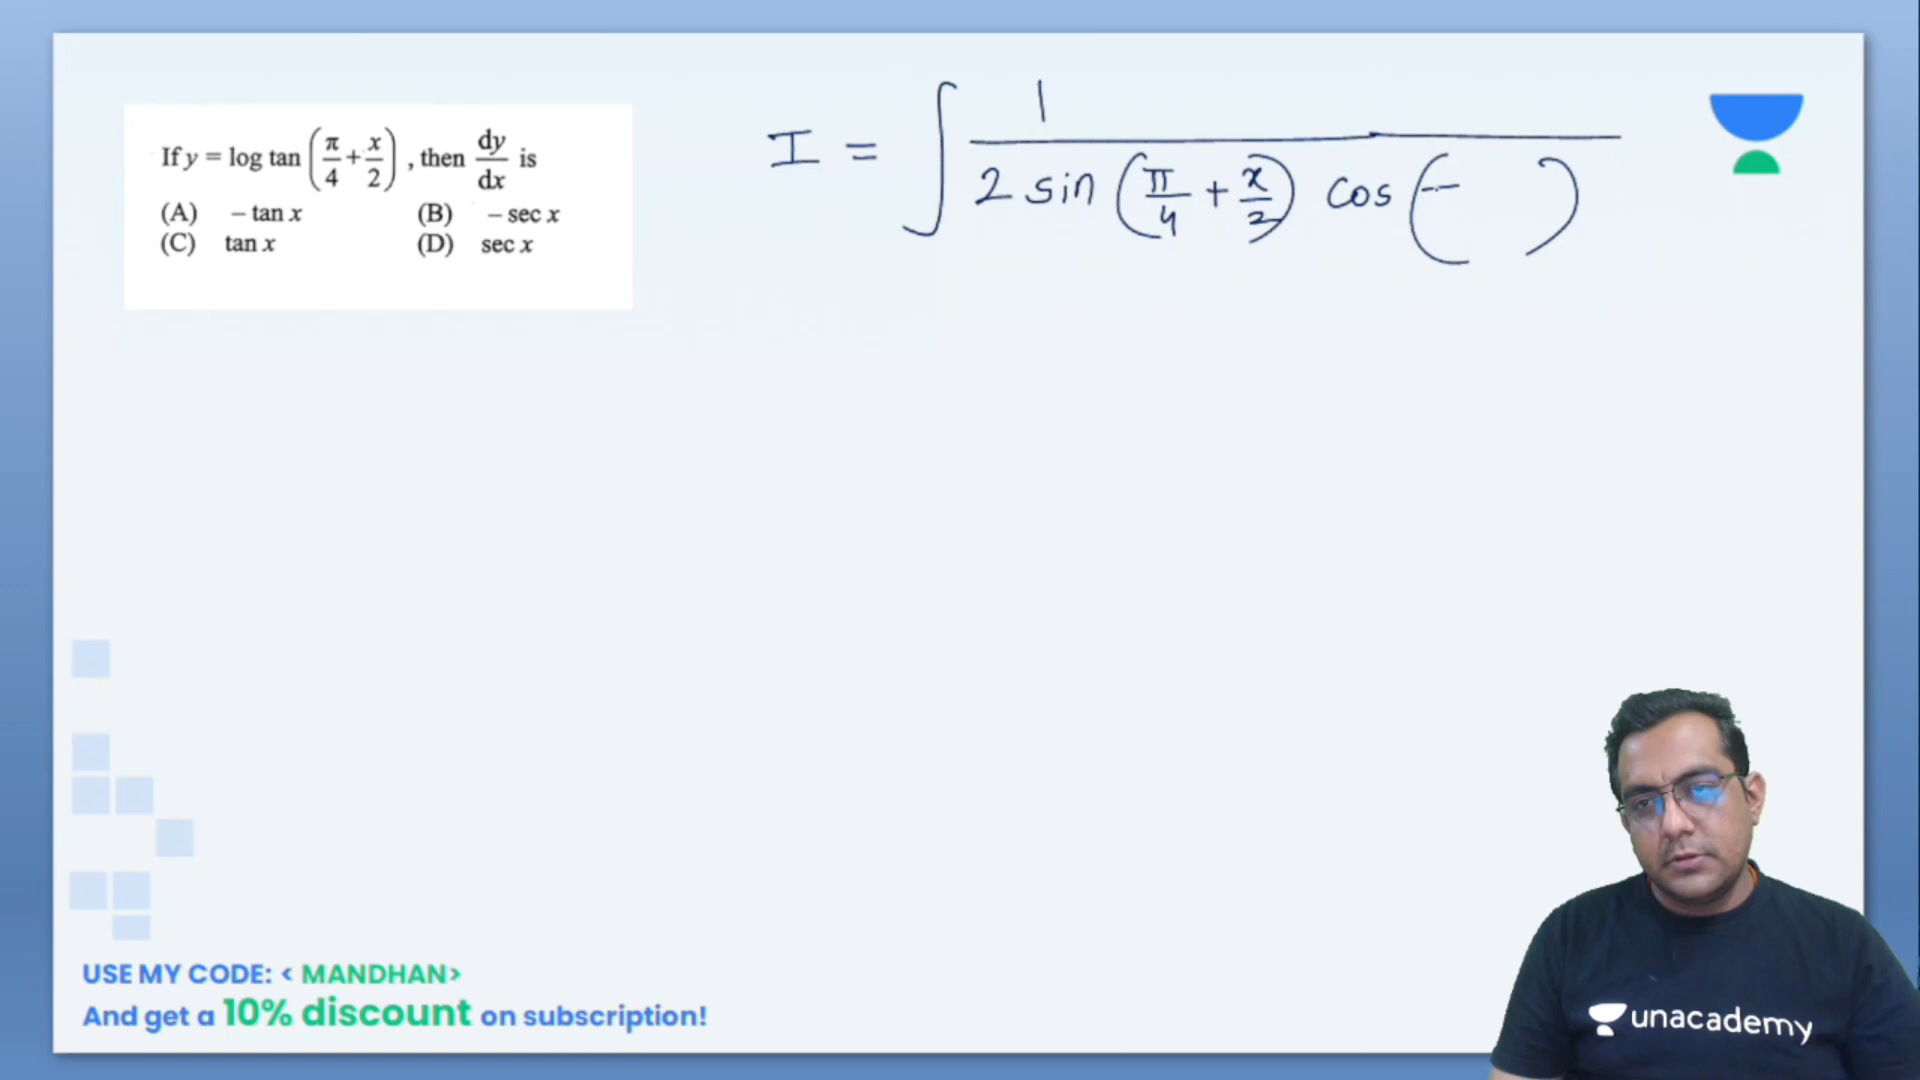 If y = log tan (π/4 + x/2) , then dy/dx is
(A) – tan x (B) – sec x
(C) tan x (D) sec x
I = ∫ 1 / 2 sin (π/4 + x/2) cos ( )
USE MY CODE: < MANDHAN>
And get a 10% discount on subscription!
unacademy